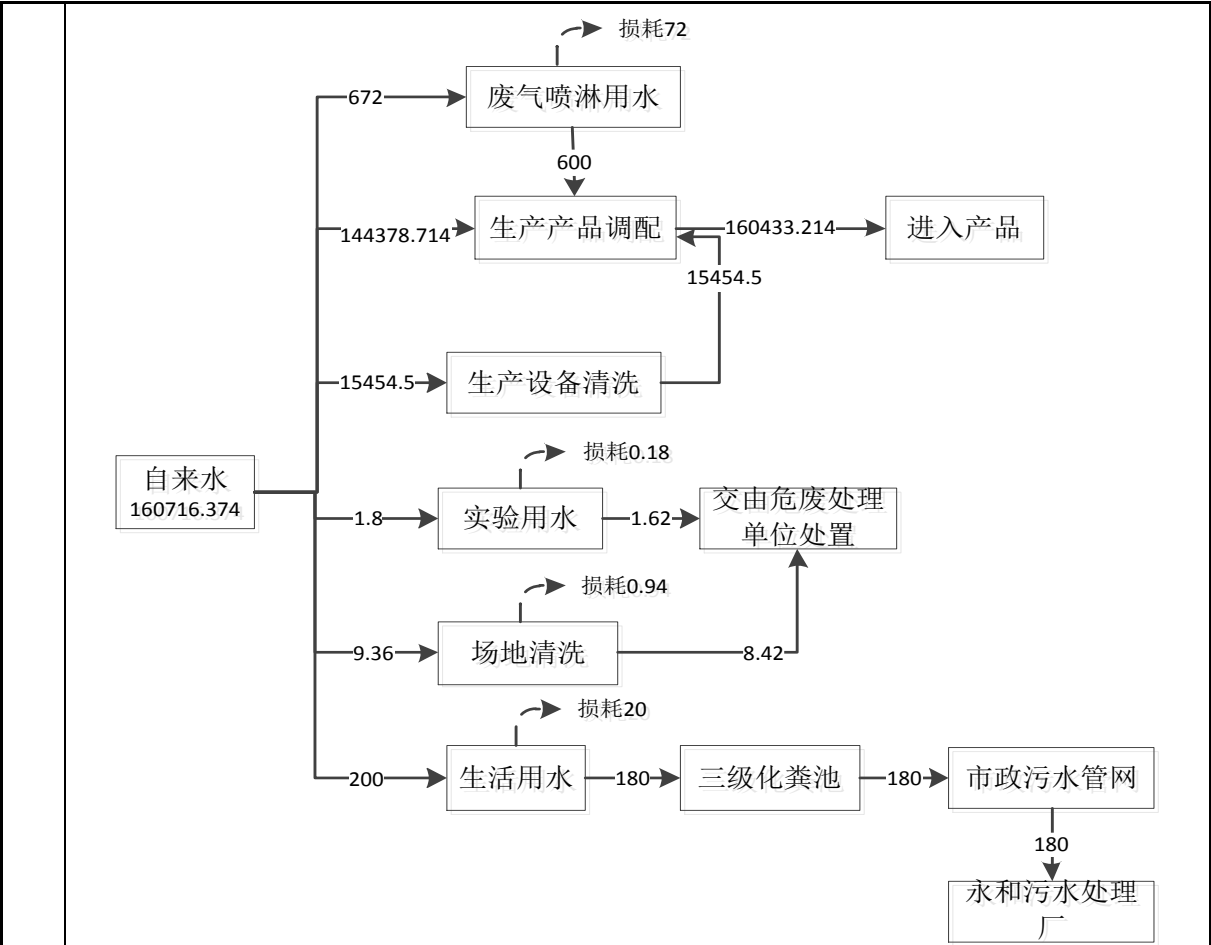 损耗72
672
废气喷淋用水
600
144378.714
生产产品调配
160433.214
进入产品
15454.5
15454.5
生产设备清洗
自来水
160716.374
损耗0.18
1.8
实验用水
1.62
交由危废处理
单位处置
损耗0.94
9.36
场地清洗
8.42
损耗20
200
生活用水
180
三级化粪池
180
市政污水管网
180
永和污水处理
厂